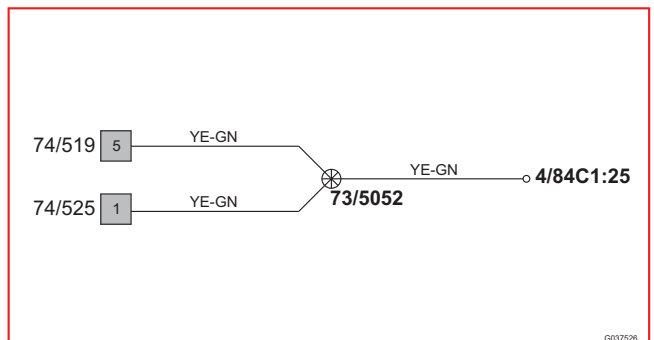 74/519 5 YE-GN
YE-GN 4/84C1:25
73/5052
74/525 1 YE-GN
G037526